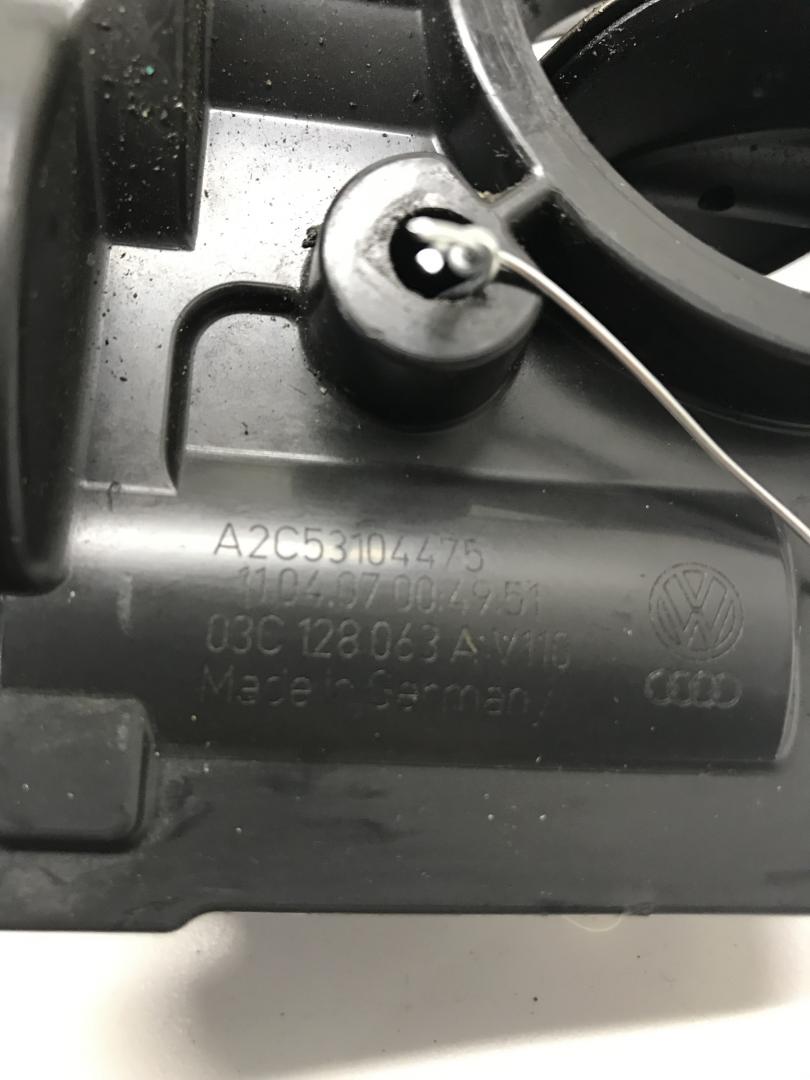 A2C53104475
11.04.07 00:49:51
03C 128 063 A:V110
Made in Germany